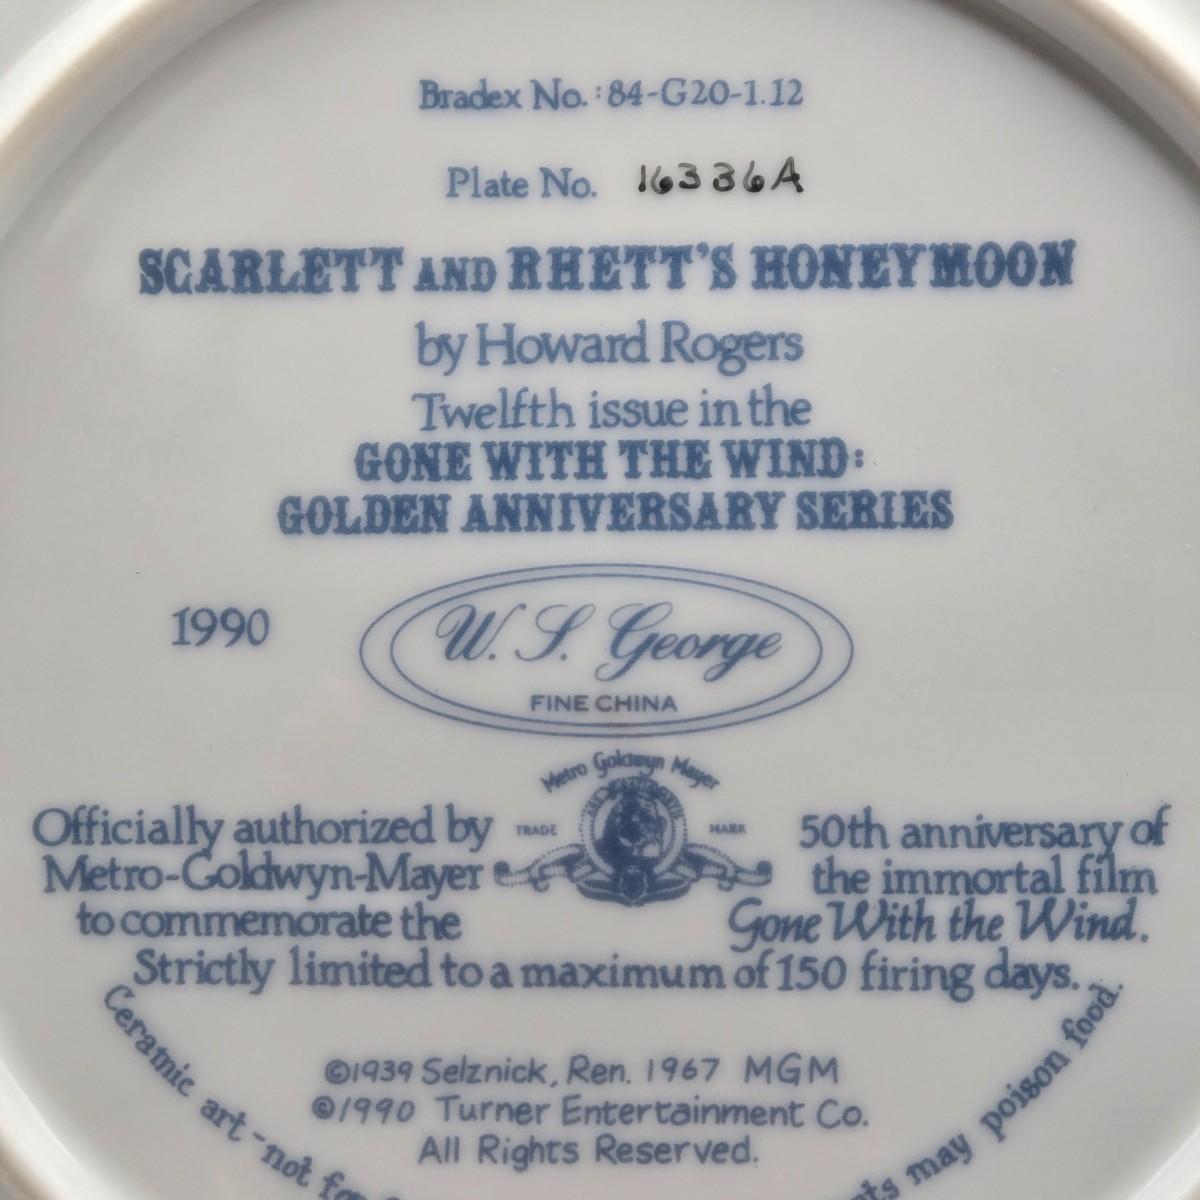 Bradex No.: 84-G20-1.12
Plate No. 16336A
SCARLETT AND RHETT'S HONEYMOON
by Howard Rogers
Twelfth issue in the
GONE WITH THE WIND:
GOLDEN ANNIVERSARY SERIES
1990
W. S. George
FINE CHINA
Metro Goldwyn Mayer
TRADE MARK
Officially authorized by
Metro-Goldwyn-Mayer
to commemorate the
50th anniversary of
the immortal film
Gone With the Wind.
Strictly limited to a maximum of 150 firing days.
Ceramic art - not for
may poison food.
©1939 Selznick, Ren. 1967 MGM
©1990 Turner Entertainment Co.
All Rights Reserved.